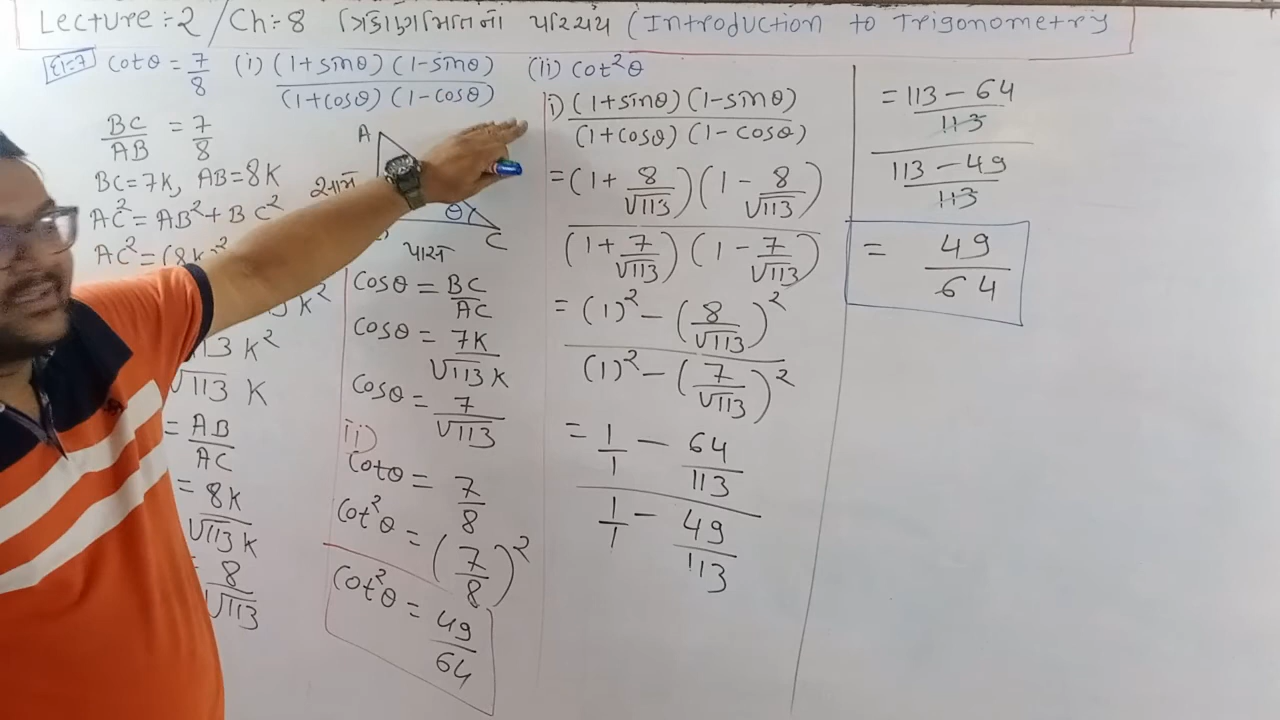 Lecture:-2 / Ch:-8 ત્રિકોણમિતિનો પરિચય (Introduction to Trigonometry
cotθ = 7/8 (i) (1+sinθ)(1-sinθ)/(1+cosθ)(1-cosθ) (ii) cot²θ
BC/AB = 7/8
BC=7K, AB=8K
AC²=AB²+BC²
AC²=(8K)²
K²
113 K²
√113 K
= AB/AC
= 8K/√113 K
8/√113
A
θ
C
પાસે
Cosθ = BC/AC
Cosθ = 7K/√113 K
Cosθ = 7/√113
ii)
Cotθ = 7/8
Cot²θ = (7/8)²
Cot²θ = 49/64
i) (1+sinθ)(1-sinθ)/(1+cosθ)(1-cosθ)
= (1+8/√113)(1-8/√113)/(1+7/√113)(1-7/√113)
= (1)²-(8/√113)²/(1)²-(7/√113)²
= 1/1 - 64/113 / 1/1 - 49/113
= 113-64/113 / 113-49/113
= 49/64